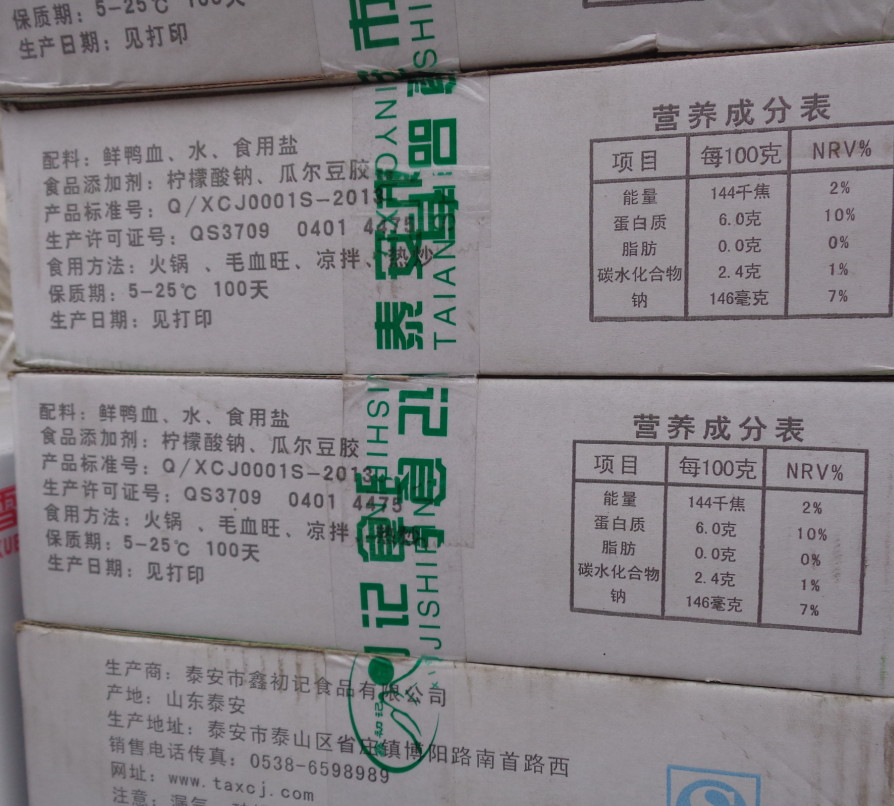 保质期：5-25℃ 100天
生产日期：见打印
配料：鲜鸭血、水、食用盐
食品添加剂：柠檬酸钠、瓜尔豆胶
产品标准号：Q/XCJ0001S-2013
生产许可证号：QS3709 0401 4475
食用方法：火锅 、毛血旺、凉拌、热炒
保质期：5-25℃ 100天
生产日期：见打印
营养成分表
项目 每100克 NRV%
能量 144千焦 2%
蛋白质 6.0克 10%
脂肪 0.0克 0%
碳水化合物 2.4克 1%
钠 146毫克 7%
泰安市
TAIAN
配料：鲜鸭血、水、食用盐
食品添加剂：柠檬酸钠、瓜尔豆胶
产品标准号：Q/XCJ0001S-2013
生产许可证号：QS3709 0401 4475
食用方法：火锅 、毛血旺、凉拌、热炒
保质期：5-25℃ 100天
生产日期：见打印
营养成分表
项目 每100克 NRV%
能量 144千焦 2%
蛋白质 6.0克 10%
脂肪 0.0克 0%
碳水化合物 2.4克 1%
钠 146毫克 7%
记食
JISHI
生产商：泰安市鑫初记食品有限公司
产地：山东泰安
生产地址：泰安市泰山区省庄镇博阳路南首路西
销售电话传真：0538-6598989
网址：www.taxcj.com
注意：漏气